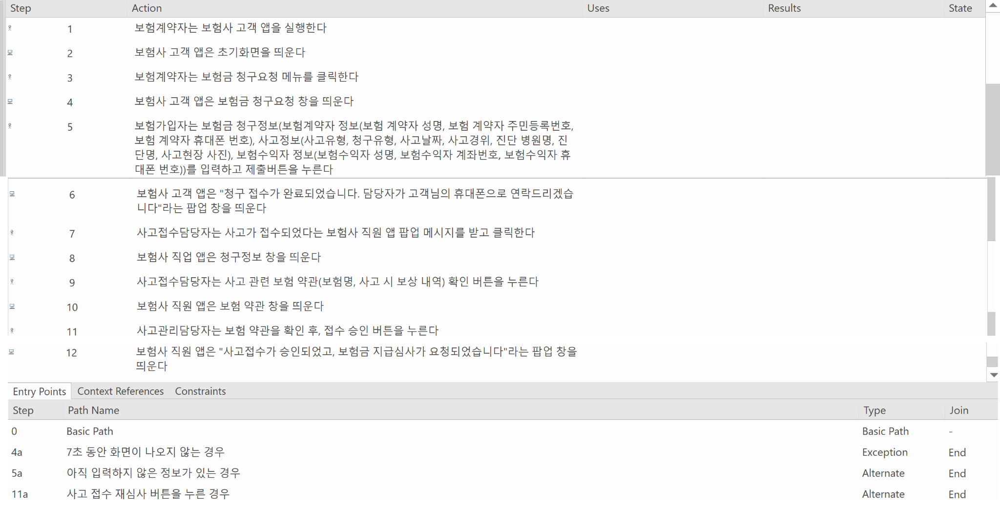 Step Action Uses Results State
1 보험계약자는 보험사 고객 앱을 실행한다
2 보험사 고객 앱은 초기화면을 띄운다
3 보험계약자는 보험금 청구요청 메뉴를 클릭한다
4 보험사 고객 앱은 보험금 청구요청 창을 띄운다
5 보험가입자는 보험금 청구정보(보험계약자 정보(보험 계약자 성명, 보험 계약자 주민등록번호,
보험 계약자 휴대폰 번호), 사고정보(사고유형, 청구유형, 사고날짜, 사고경위, 진단 병원명, 진
단명, 사고현장 사진), 보험수익자 정보(보험수익자 성명, 보험수익자 계좌번호, 보험수익자 휴
대폰 번호))를 입력하고 제출버튼을 누른다
6 보험사 고객 앱은 "청구 접수가 완료되었습니다. 담당자가 고객님의 휴대폰으로 연락드리겠습
니다"라는 팝업 창을 띄운다
7 사고접수담당자는 사고가 접수되었다는 보험사 직원 앱 팝업 메시지를 받고 클릭한다
8 보험사 직업 앱은 청구정보 창을 띄운다
9 사고접수담당자는 사고 관련 보험 약관(보험명, 사고 시 보상 내역) 확인 버튼을 누른다
10 보험사 직원 앱은 보험 약관 창을 띄운다
11 사고관리담당자는 보험 약관을 확인 후, 접수 승인 버튼을 누른다
12 보험사 직원 앱은 "사고접수가 승인되었고, 보험금 지급심사가 요청되었습니다"라는 팝업 창을
띄운다
Entry Points Context References Constraints
Step Path Name Type Join
0 Basic Path Basic Path -
4a 7초 동안 화면이 나오지 않는 경우 Exception End
5a 아직 입력하지 않은 정보가 있는 경우 Alternate End
11a 사고 접수 재심사 버튼을 누른 경우 Alternate End